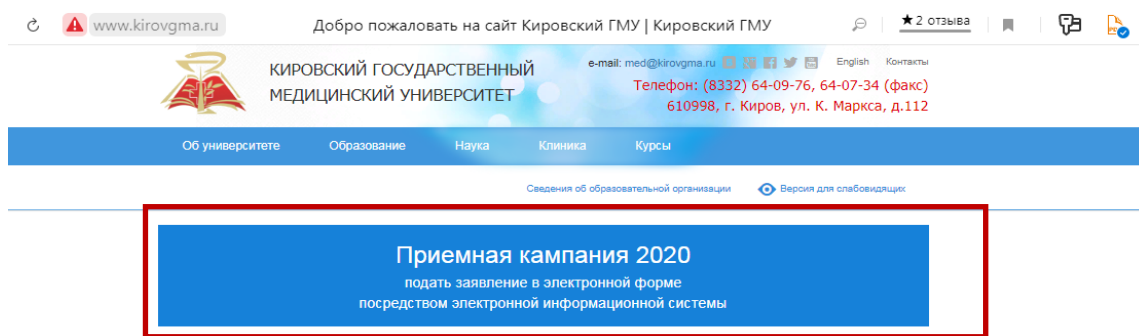 www.kirovgma.ru Добро пожаловать на сайт Кировский ГМУ | Кировский ГМУ ★2 отзыва
КИРОВСКИЙ ГОСУДАРСТВЕННЫЙ
МЕДИЦИНСКИЙ УНИВЕРСИТЕТ
e-mail: med@kirovgma.ru English Контакты
Телефон: (8332) 64-09-76, 64-07-34 (факс)
610998, г. Киров, ул. К. Маркса, д.112
Об университете Образование Наука Клиника Курсы
Сведения об образовательной организации Версия для слабовидящих
Приемная кампания 2020
подать заявление в электронной форме
посредством электронной информационной системы